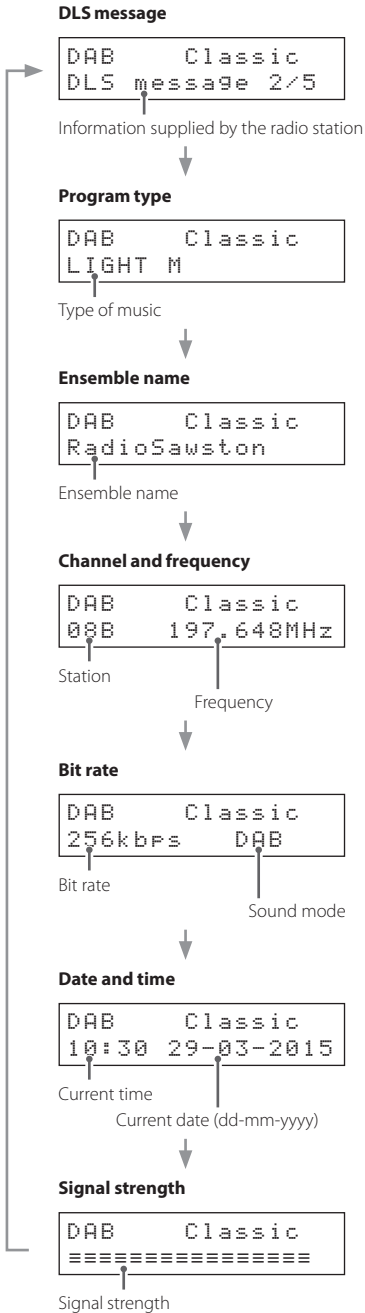 DLS message
DAB Classic
DLS message 2/5
Information supplied by the radio station
Program type
DAB Classic
LIGHT M
Type of music
Ensemble name
DAB Classic
RadioSawston
Ensemble name
Channel and frequency
DAB Classic
08B 197.648MHz
Station
Frequency
Bit rate
DAB Classic
256kbps DAB
Bit rate
Sound mode
Date and time
DAB Classic
10:30 29-03-2015
Current time
Current date (dd-mm-yyyy)
Signal strength
DAB Classic
Signal strength